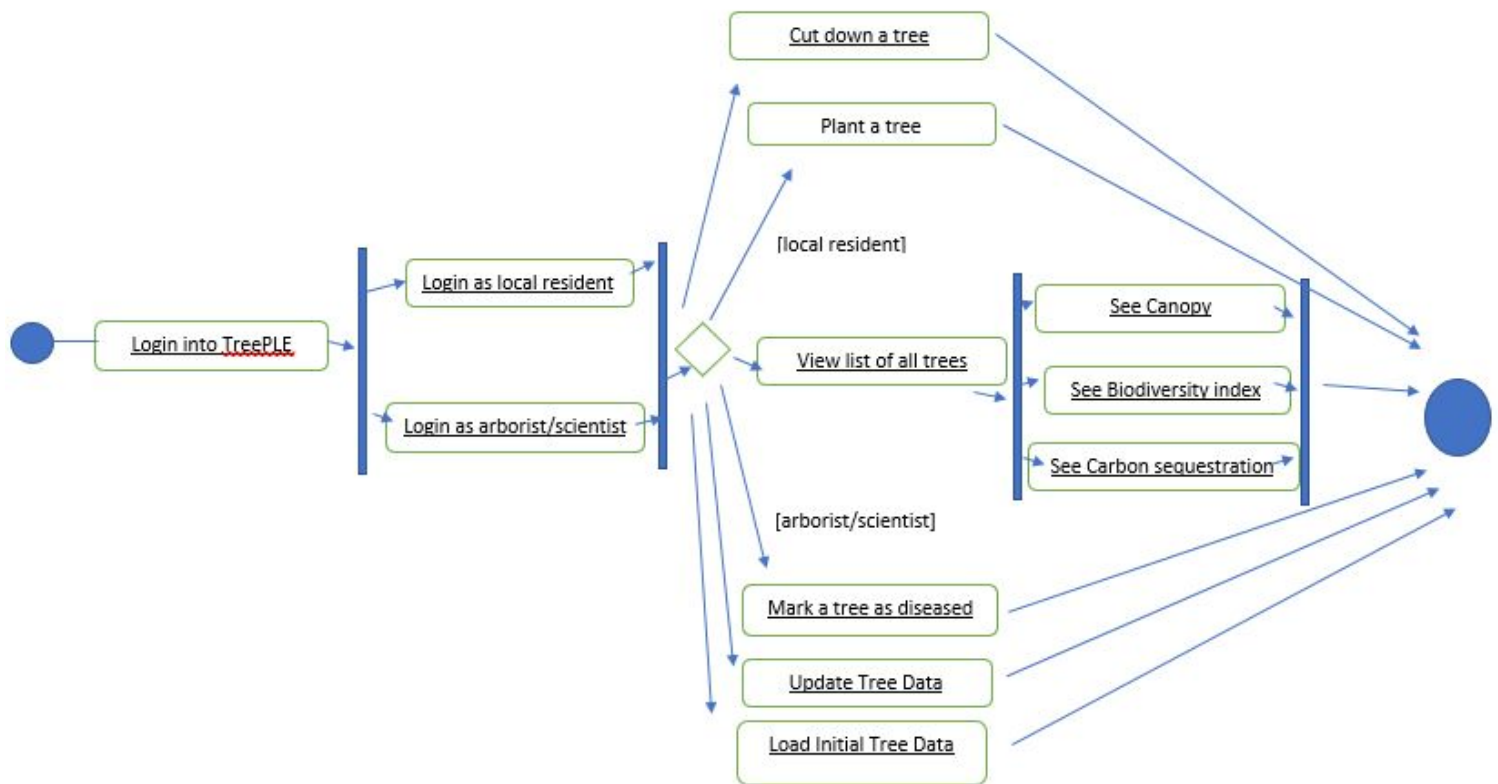 Cut down a tree
Plant a tree
[local resident]
Login as local resident
See Canopy
Login into TreePLE
View list of all trees
See Biodiversity index
Login as arborist/scientist
See Carbon sequestration
[arborist/scientist]
Mark a tree as diseased
Update Tree Data
Load Initial Tree Data